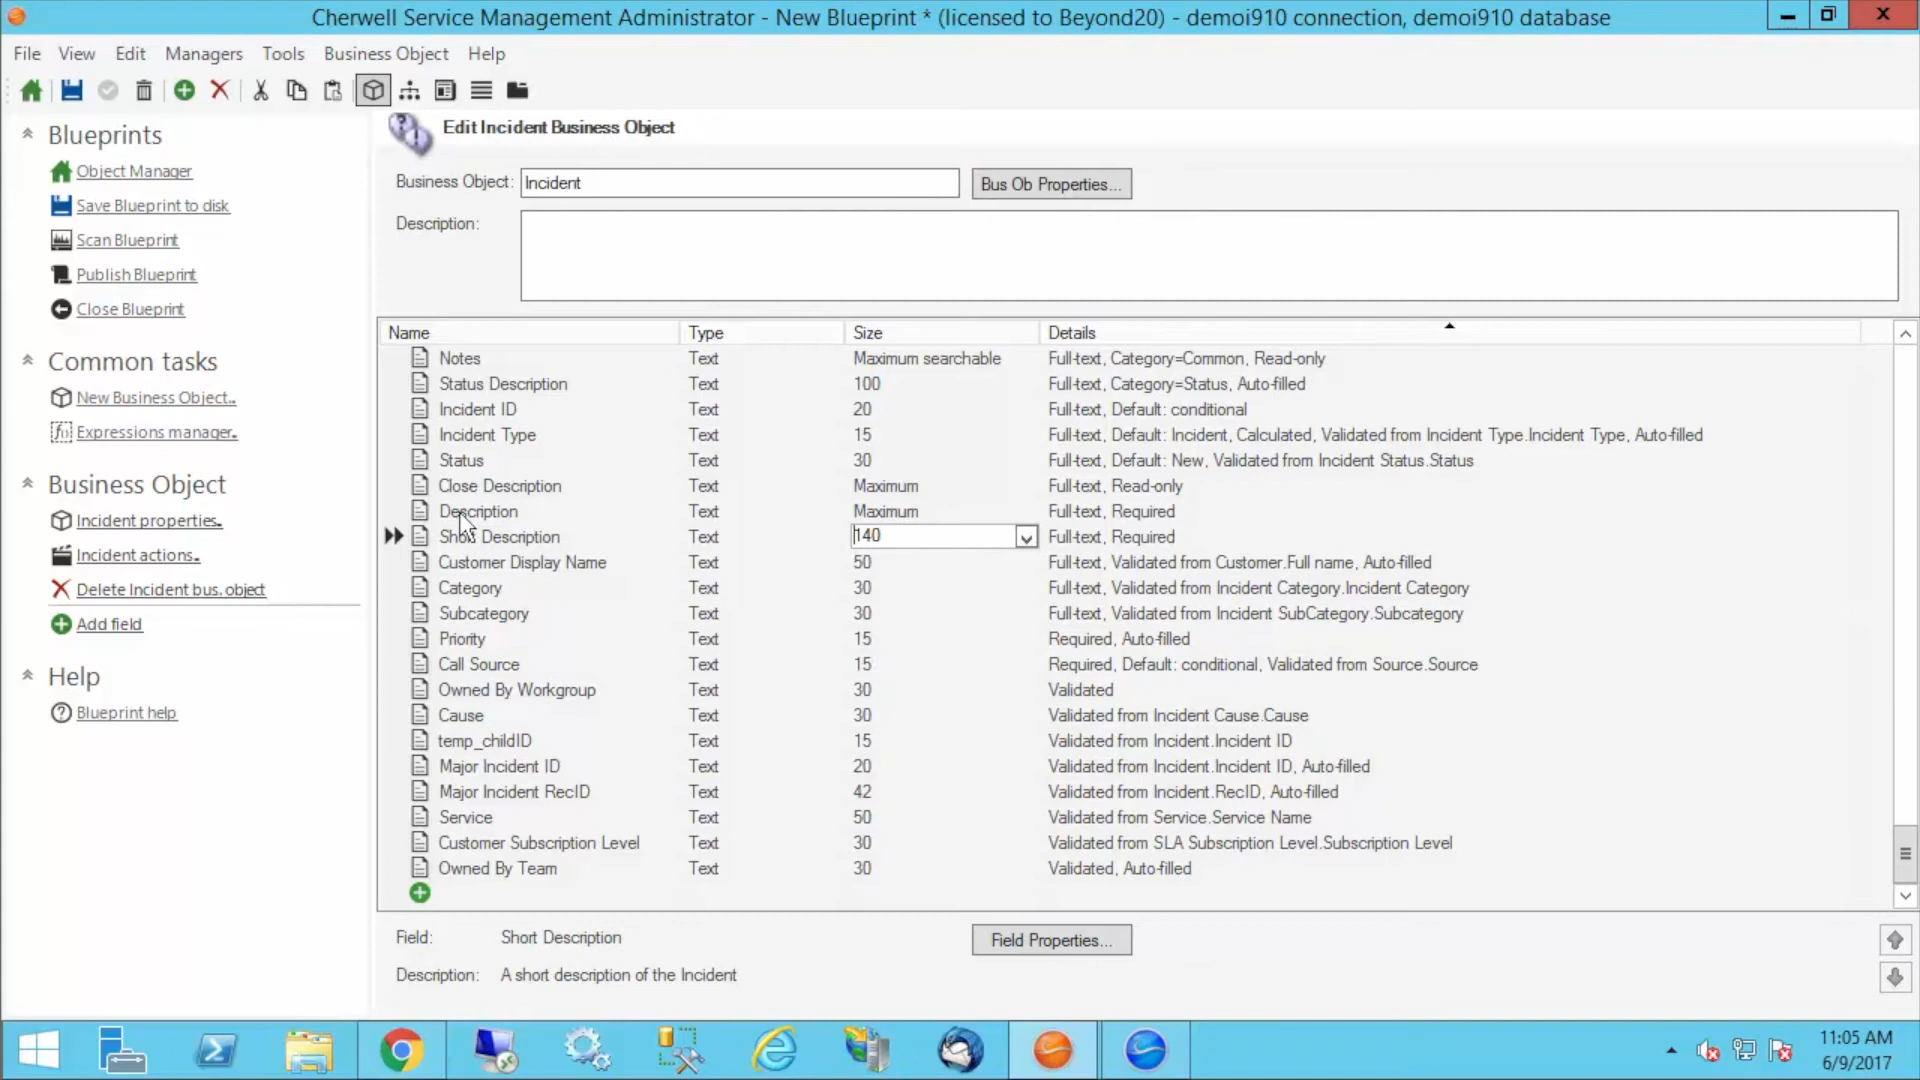 Cherwell Service Management Administrator - New Blueprint * (licensed to Beyond20) - demoi910 connection, demoi910 database
File View Edit Managers Tools Business Object Help
Blueprints
Object Manager
Save Blueprint to disk
Scan Blueprint
Publish Blueprint
Close Blueprint
Common tasks
New Business Object...
Expressions manager...
Business Object
Incident properties...
Incident actions...
Delete Incident bus. object
Add field
Help
Blueprint help
Edit Incident Business Object
Business Object: Incident Bus Ob Properties...
Description:
Name Type Size Details
Notes Text Maximum searchable Full-text, Category=Common, Read-only
Status Description Text 100 Full-text, Category=Status, Auto-filled
Incident ID Text 20 Full-text, Default: conditional
Incident Type Text 15 Full-text, Default: Incident, Calculated, Validated from Incident Type.Incident Type, Auto-filled
Status Text 30 Full-text, Default: New, Validated from Incident Status.Status
Close Description Text Maximum Full-text, Read-only
Description Text Maximum Full-text, Required
Short Description Text 140 Full-text, Required
Customer Display Name Text 50 Full-text, Validated from Customer.Full name, Auto-filled
Category Text 30 Full-text, Validated from Incident Category.Incident Category
Subcategory Text 30 Full-text, Validated from Incident SubCategory.Subcategory
Priority Text 15 Required, Auto-filled
Call Source Text 15 Required, Default: conditional, Validated from Source.Source
Owned By Workgroup Text 30 Validated
Cause Text 30 Validated from Incident Cause.Cause
temp_childID Text 15 Validated from Incident.Incident ID
Major Incident ID Text 20 Validated from Incident.Incident ID, Auto-filled
Major Incident RecID Text 42 Validated from Incident.RecID, Auto-filled
Service Text 50 Validated from Service.Service Name
Customer Subscription Level Text 30 Validated from SLA Subscription Level.Subscription Level
Owned By Team Text 30 Validated, Auto-filled
Field: Short Description Field Properties...
Description: A short description of the Incident
11:05 AM
6/9/2017